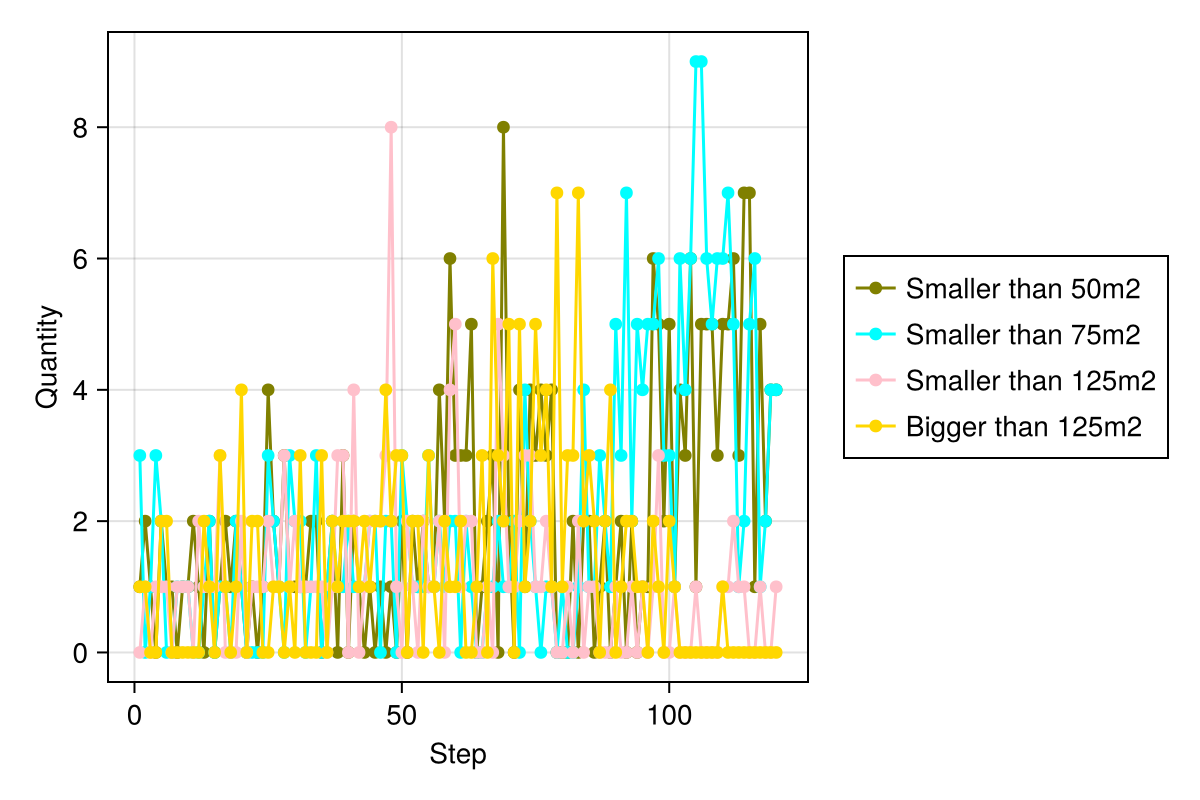 8
6
4
2
0
Quantity
0 50 100
Step
Smaller than 50m2
Smaller than 75m2
Smaller than 125m2
Bigger than 125m2